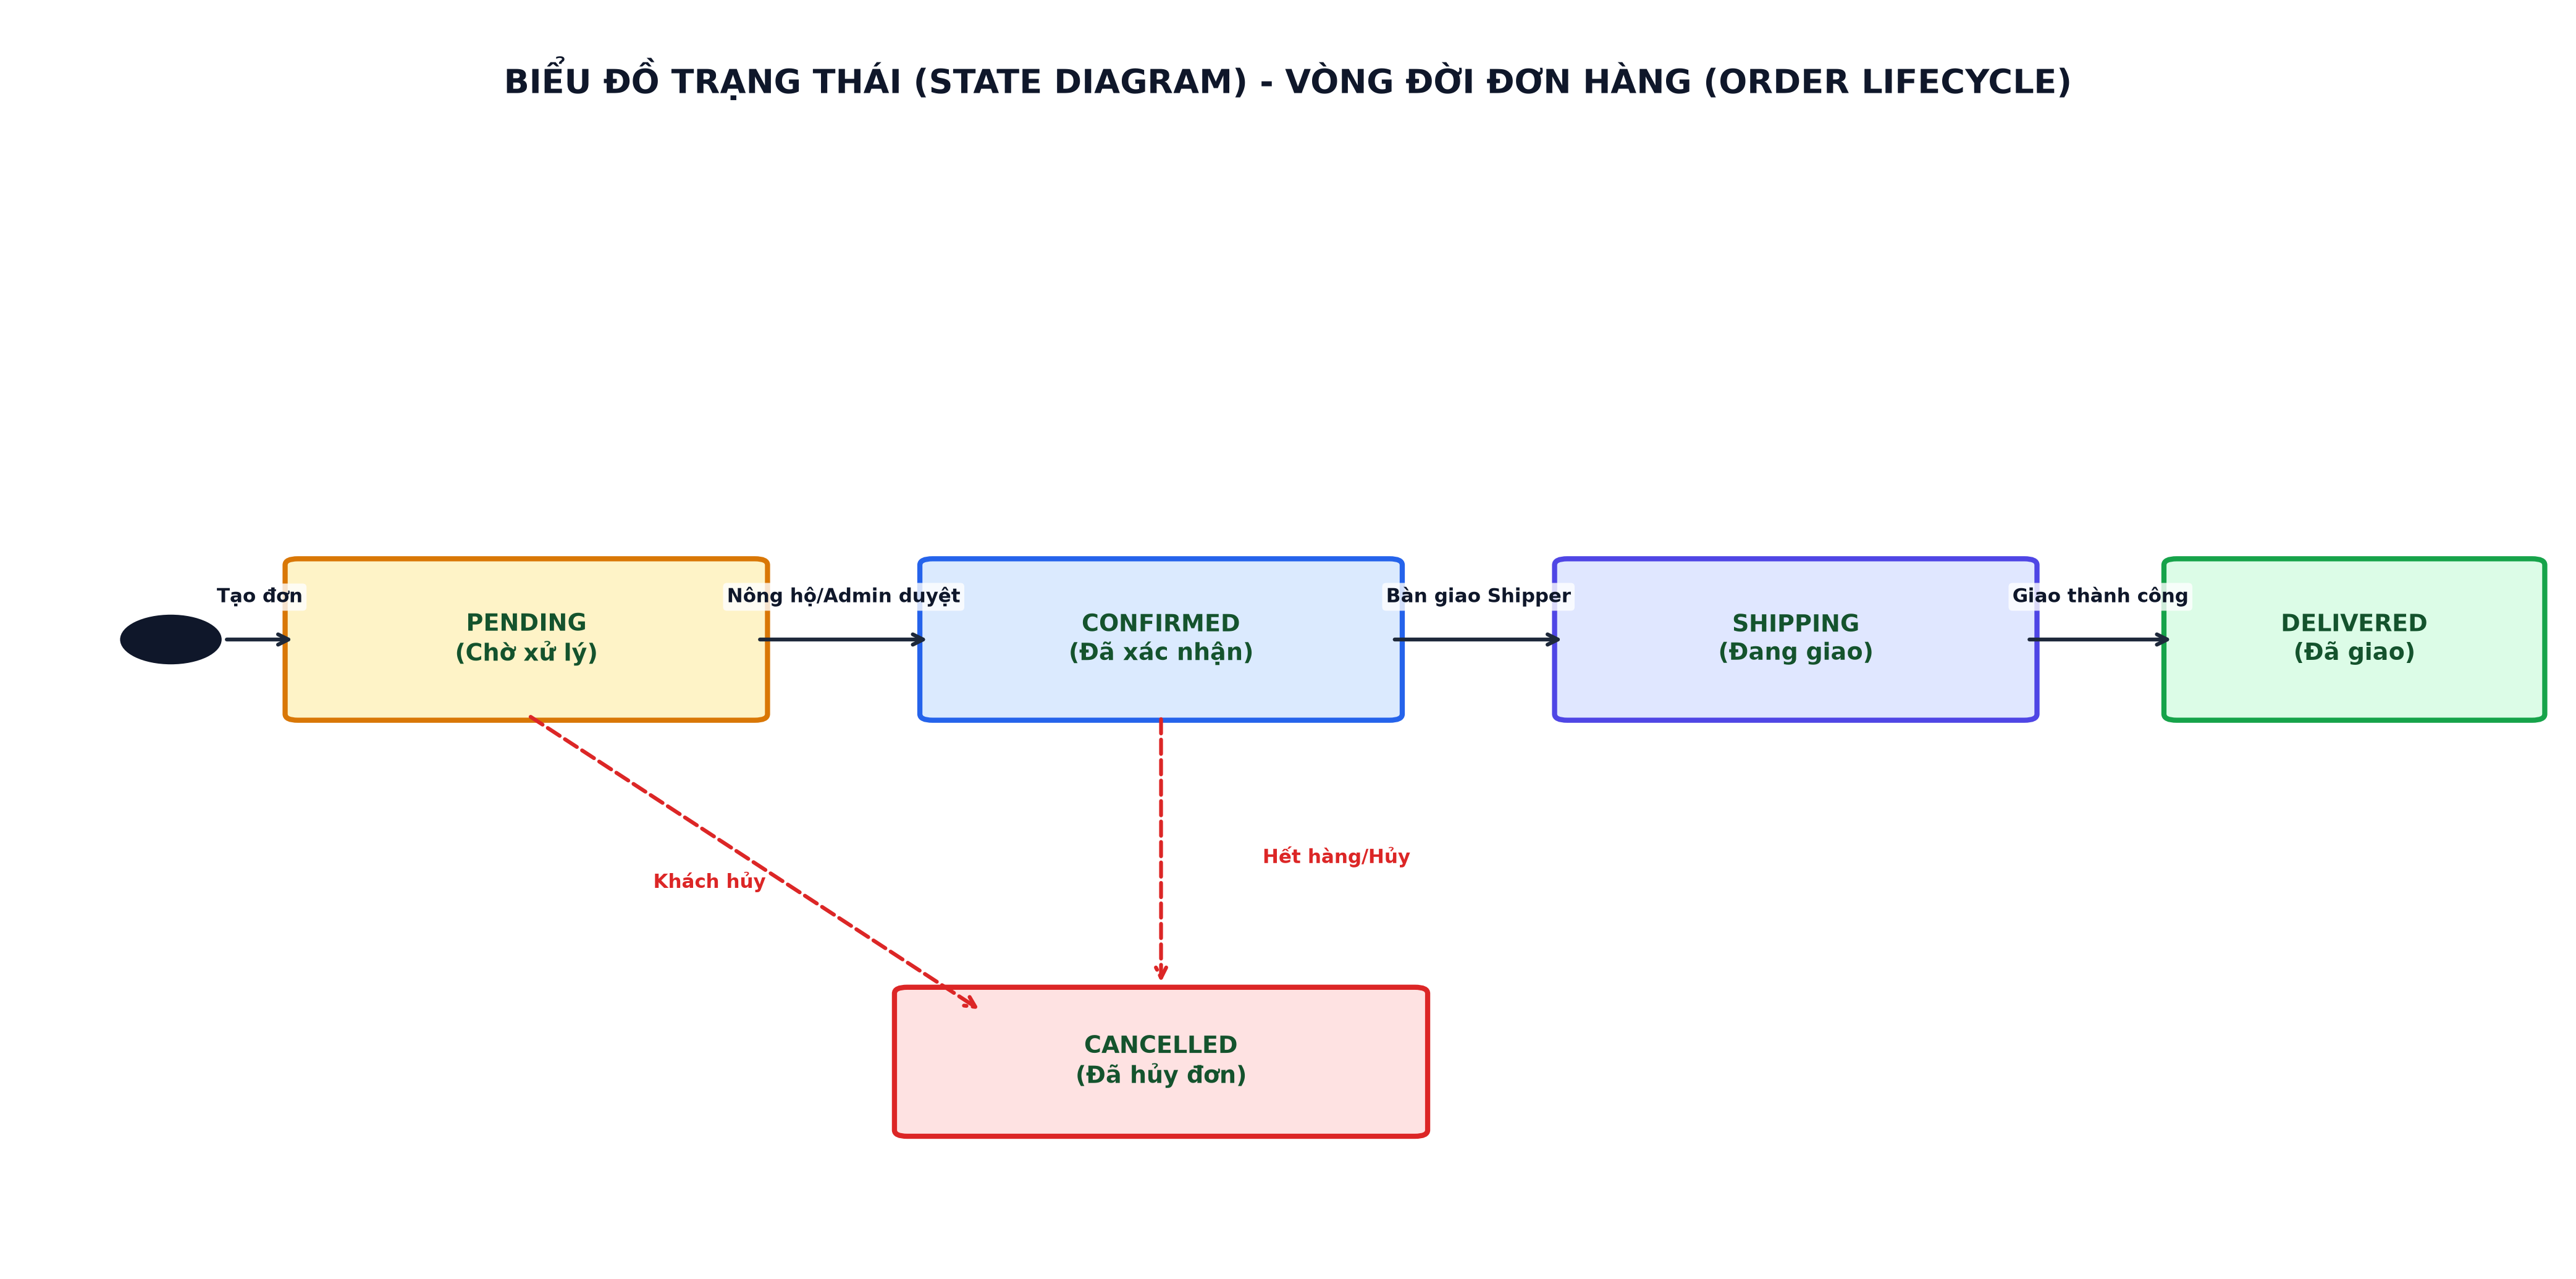 BIỂU ĐỒ TRẠNG THÁI (STATE DIAGRAM) - VÒNG ĐỜI ĐƠN HÀNG (ORDER LIFECYCLE)
Tạo đơn
PENDING
(Chờ xử lý)
Nông hộ/Admin duyệt
CONFIRMED
(Đã xác nhận)
Bàn giao Shipper
SHIPPING
(Đang giao)
Giao thành công
DELIVERED
(Đã giao)
Khách hủy
Hết hàng/Hủy
CANCELLED
(Đã hủy đơn)